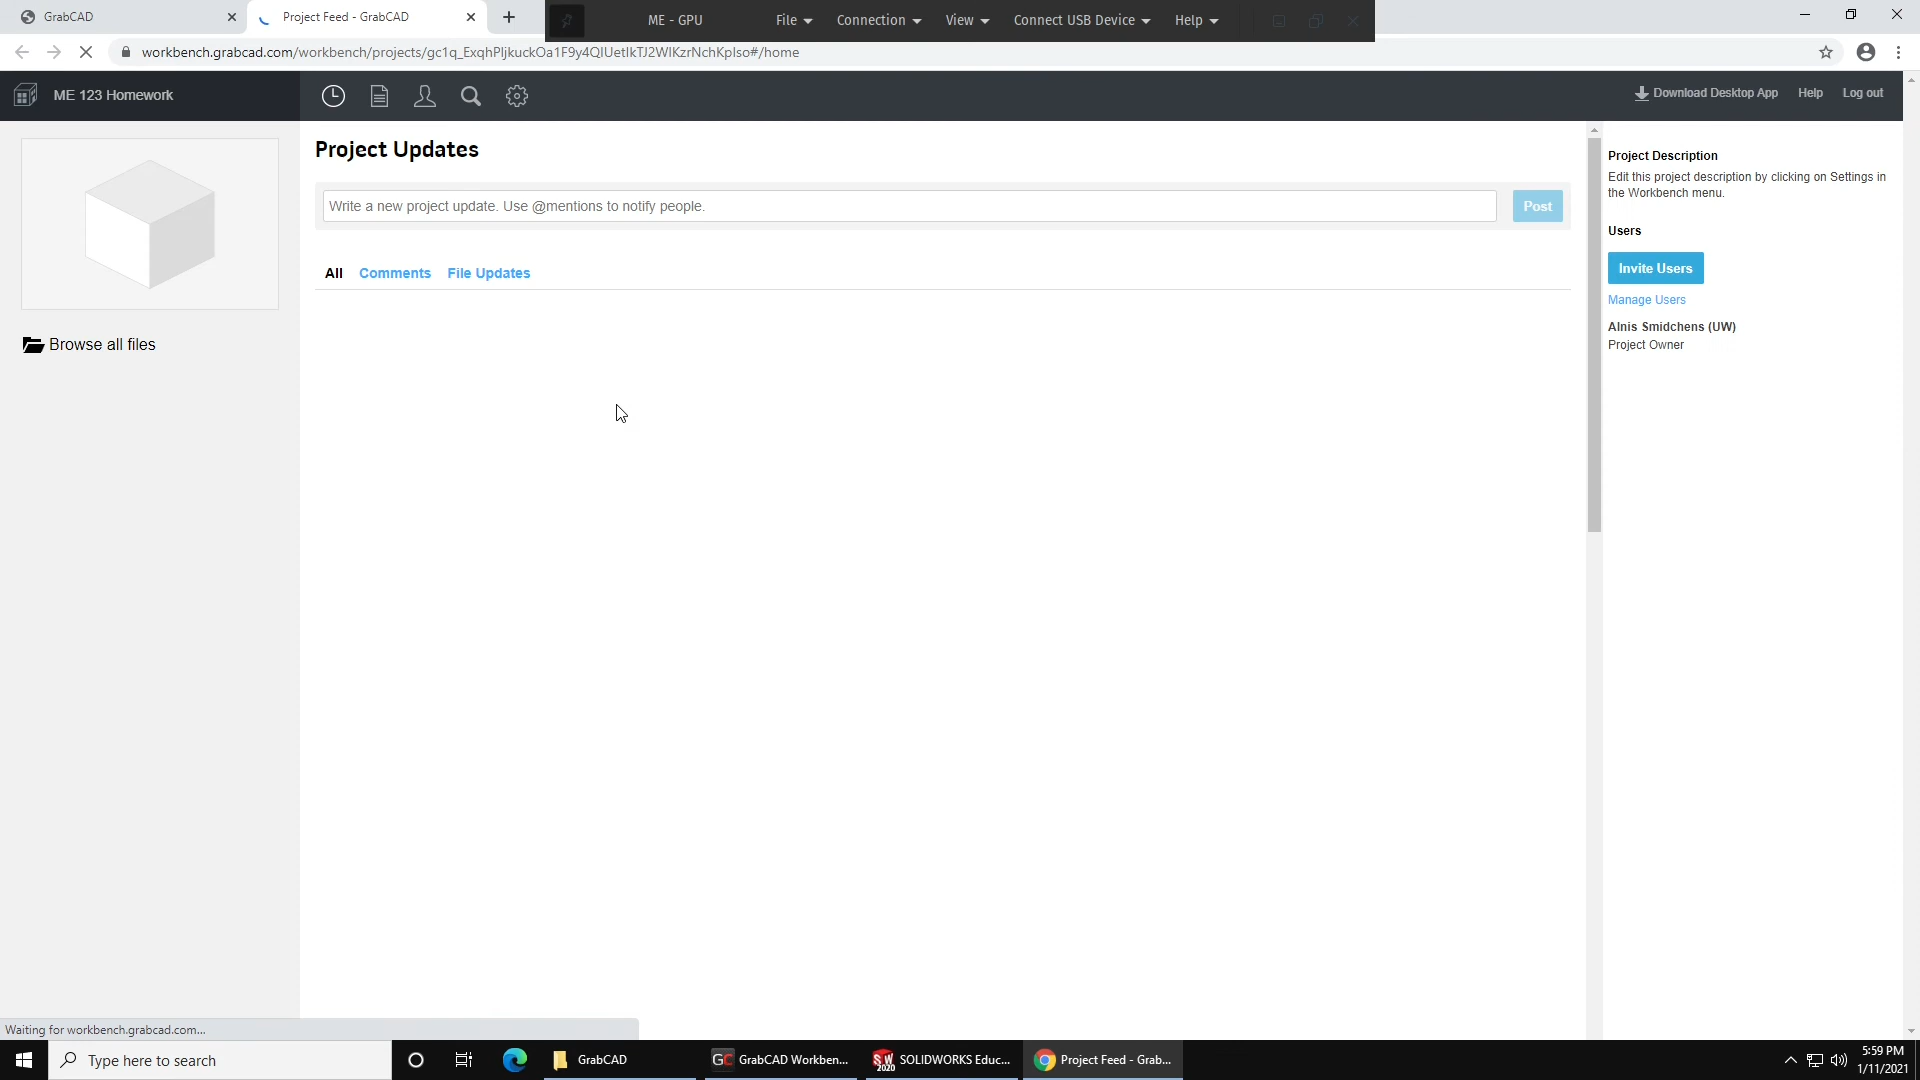 GrabCAD
Project Feed - GrabCAD
ME - GPU
File
Connection
View
Connect USB Device
Help
workbench.grabcad.com/workbench/projects/gc1q_ExqhPljkuckOa1F9y4QIUetlkTJ2WlKzrNchKplso#/home
ME 123 Homework
Download Desktop App
Help
Log out
Project Updates
Write a new project update. Use @mentions to notify people.
Post
All
Comments
File Updates
Browse all files
Project Description
Edit this project description by clicking on Settings in
the Workbench menu.
Users
Invite Users
Manage Users
Alnis Smidchens (UW)
Project Owner
Waiting for workbench.grabcad.com...
Type here to search
GrabCAD
GC
GrabCAD Workben...
SW
2020
SOLIDWORKS Educ...
Project Feed - Grab...
5:59 PM
1/11/2021